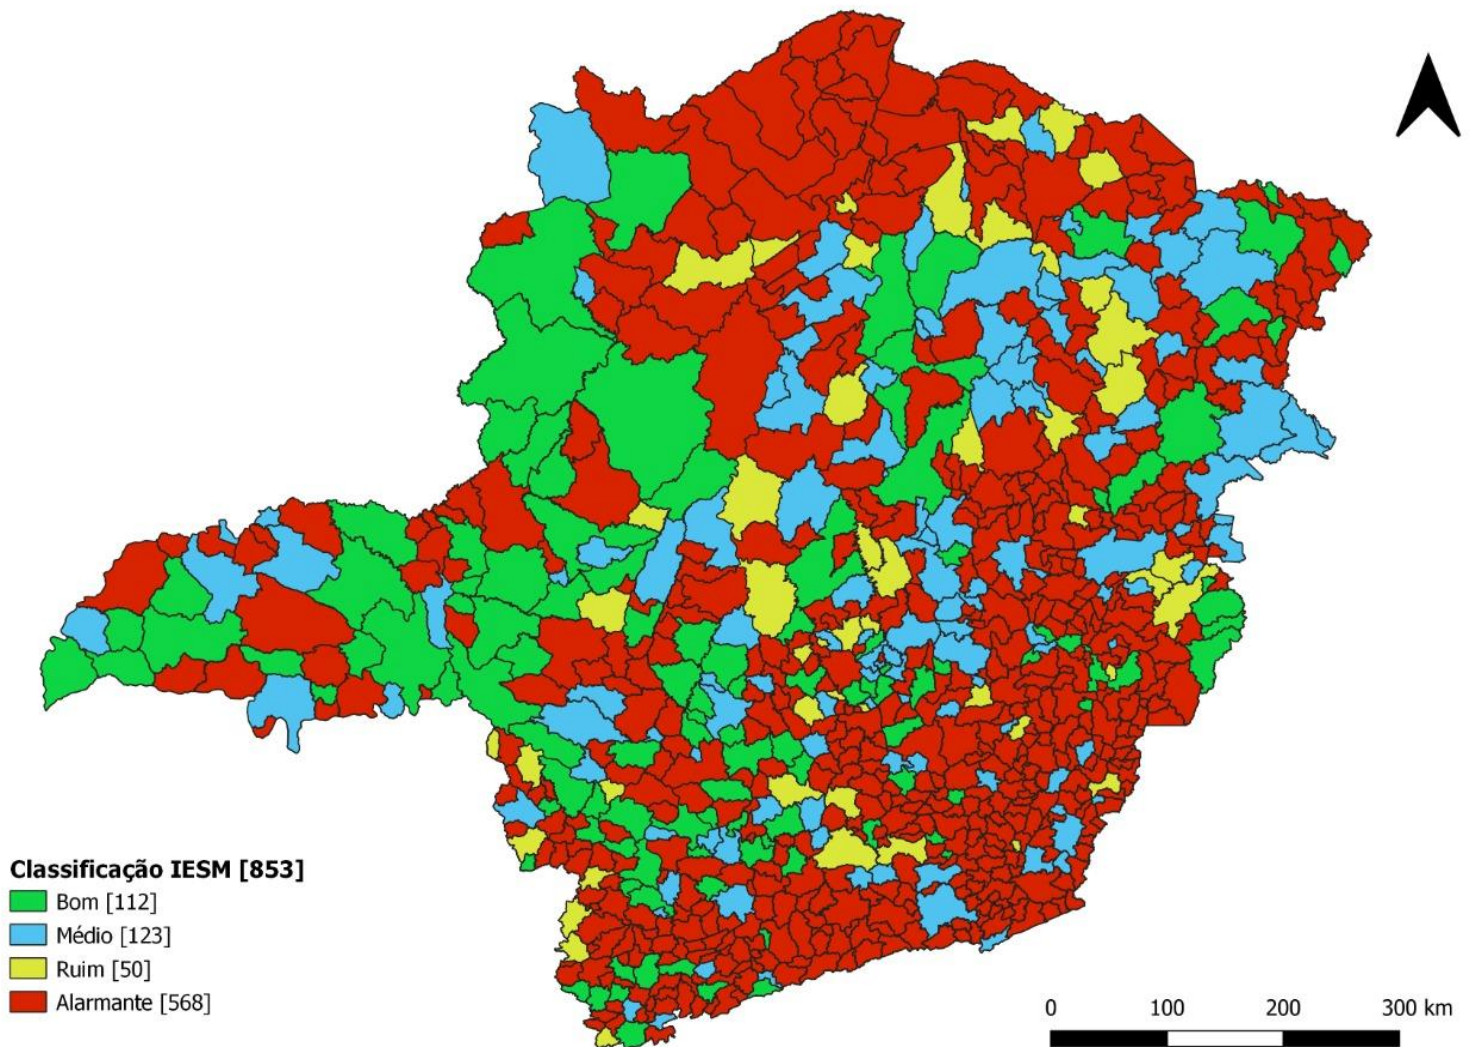 Classificação IESM [853]
Bom [112]
Médio [123]
Ruim [50]
Alarmante [568]
0 100 200 300 km